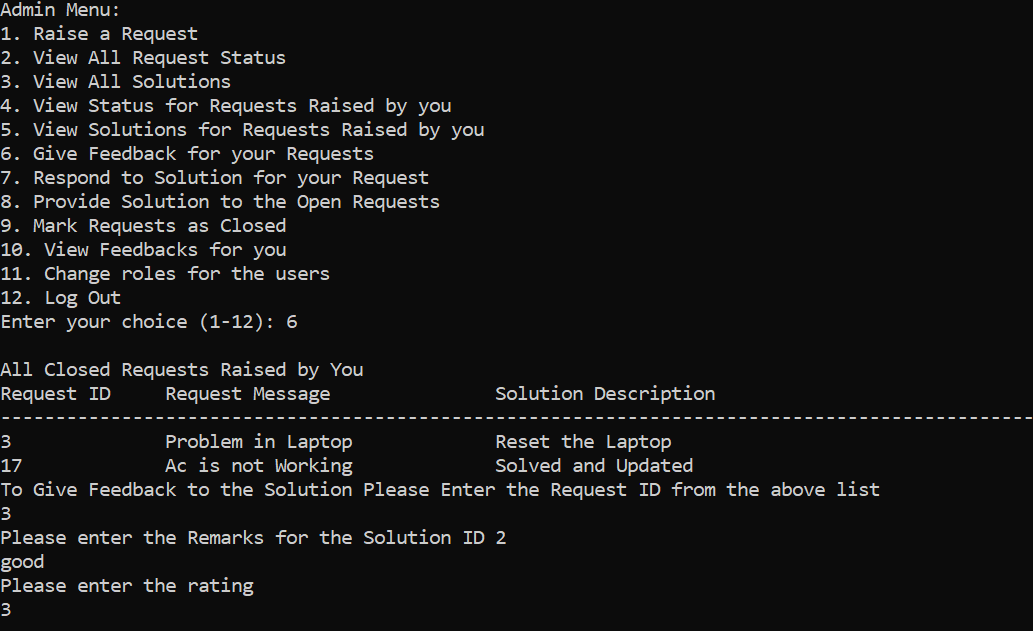 Admin Menu:
1. Raise a Request
2. View All Request Status
3. View All Solutions
4. View Status for Requests Raised by you
5. View Solutions for Requests Raised by you
6. Give Feedback for your Requests
7. Respond to Solution for your Request
8. Provide Solution to the Open Requests
9. Mark Requests as Closed
10. View Feedbacks for you
11. Change roles for the users
12. Log Out
Enter your choice (1-12): 6
All Closed Requests Raised by You
Request ID     Request Message               Solution Description
----------------------------------------------------------------------------------------------
3              Problem in Laptop             Reset the Laptop
17             Ac is not Working             Solved and Updated
To Give Feedback to the Solution Please Enter the Request ID from the above list
3
Please enter the Remarks for the Solution ID 2
good
Please enter the rating
3